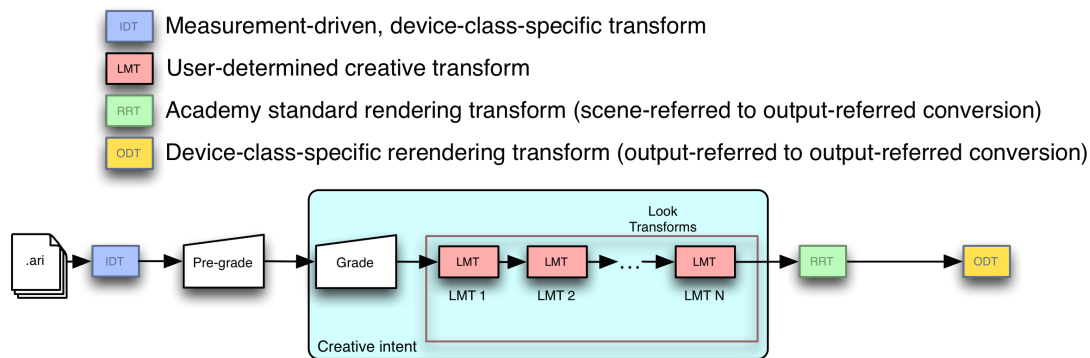 IDT Measurement-driven, device-class-specific transform
LMT User-determined creative transform
RRT Academy standard rendering transform (scene-referred to output-referred conversion)
ODT Device-class-specific rerendering transform (output-referred to output-referred conversion)
Look
Transforms
.ari IDT Pre-grade Grade LMT LMT ... LMT RRT ODT
LMT 1 LMT 2 LMT N
Creative intent